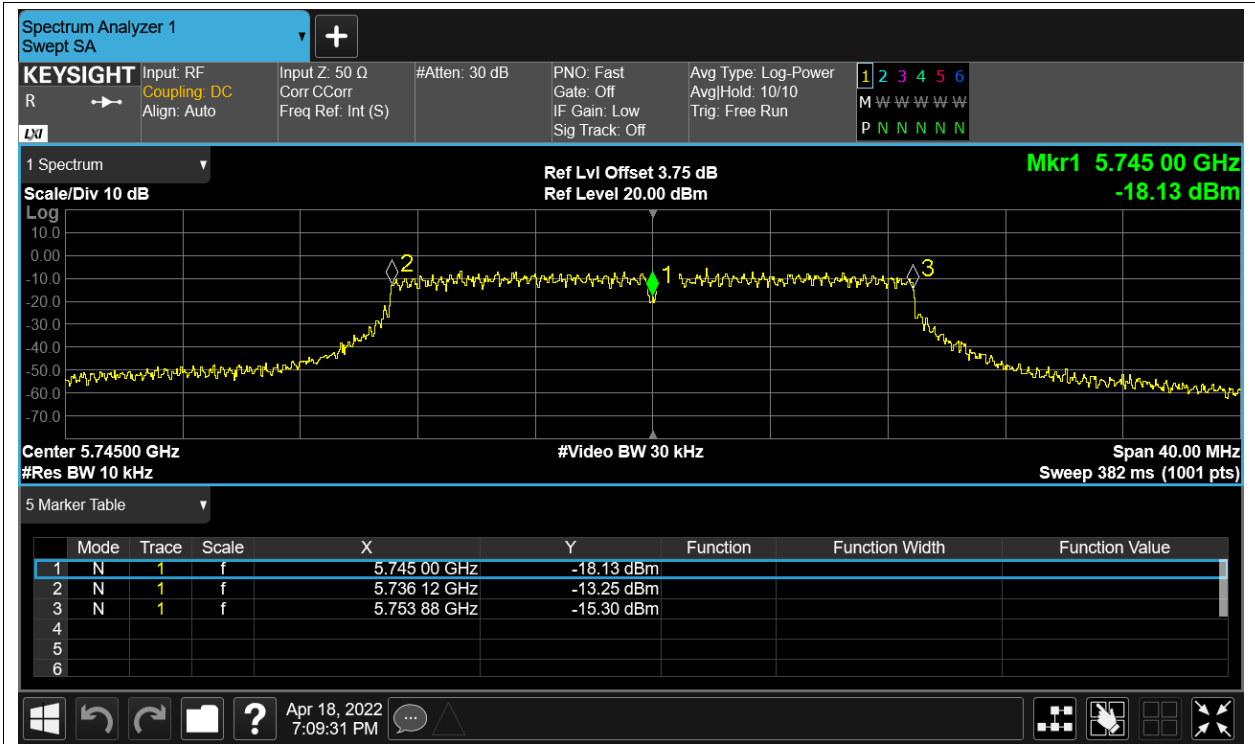 Spectrum Analyzer 1
Swept SA
KEYSIGHT
R
LXI
Input: RF
Coupling: DC
Align: Auto
Input Z: 50 Ω
Corr CCorr
Freq Ref: Int (S)
#Atten: 30 dB
PNO: Fast
Gate: Off
IF Gain: Low
Sig Track: Off
Avg Type: Log-Power
Avg|Hold: 10/10
Trig: Free Run
1 2 3 4 5 6
M W W W W W
P N N N N N
1 Spectrum
Scale/Div 10 dB
Ref Lvl Offset 3.75 dB
Ref Level 20.00 dBm
Mkr1 5.745 00 GHz
-18.13 dBm
Log
10.0
0.00
-10.0
-20.0
-30.0
-40.0
-50.0
-60.0
-70.0
2
1
3
Center 5.74500 GHz
#Video BW 30 kHz
Span 40.00 MHz
#Res BW 10 kHz
Sweep 382 ms (1001 pts)
5 Marker Table
Mode Trace Scale X Y Function Function Width Function Value
1 N 1 f 5.745 00 GHz -18.13 dBm
2 N 1 f 5.736 12 GHz -13.25 dBm
3 N 1 f 5.753 88 GHz -15.30 dBm
4
5
6
?
Apr 18, 2022
7:09:31 PM